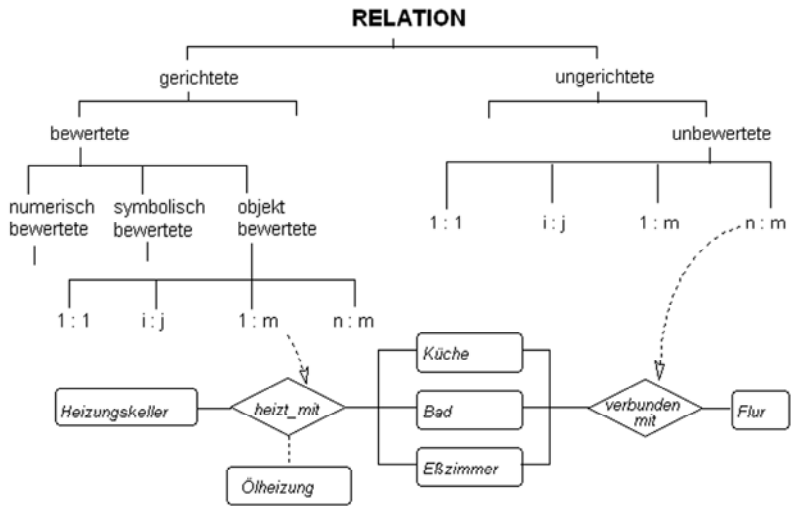 RELATION
gerichtete
ungerichtete
bewertete
unbewertete
numerisch
bewertete
symbolisch
bewertete
objekt
bewertete
1 : 1
i : j
1 : m
n : m
1 : 1
i : j
1 : m
n : m
Küche
Heizungskeller
heizt_mit
Bad
verbunden
mit
Flur
Eßzimmer
Ölheizung